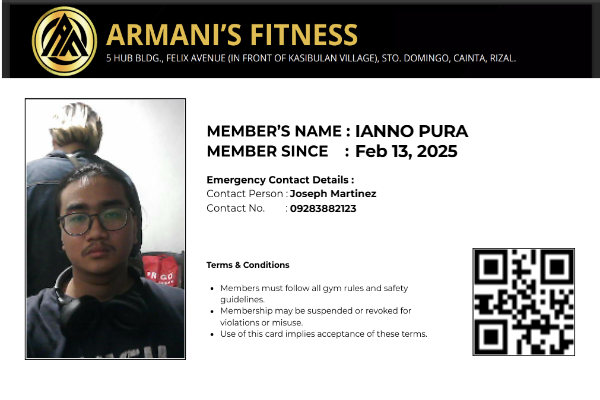 ARMANI'S FITNESS
5 HUB BLDG., FELIX AVENUE (IN FRONT OF KASIBULAN VILLAGE), STO. DOMINGO, CAINTA, RIZAL.
MEMBER'S NAME : IANNO PURA
MEMBER SINCE : Feb 13, 2025
Emergency Contact Details :
Contact Person : Joseph Martinez
Contact No. : 09283882123
Terms & Conditions
• Members must follow all gym rules and safety
guidelines.
• Membership may be suspended or revoked for
violations or misuse.
• Use of this card implies acceptance of these terms.